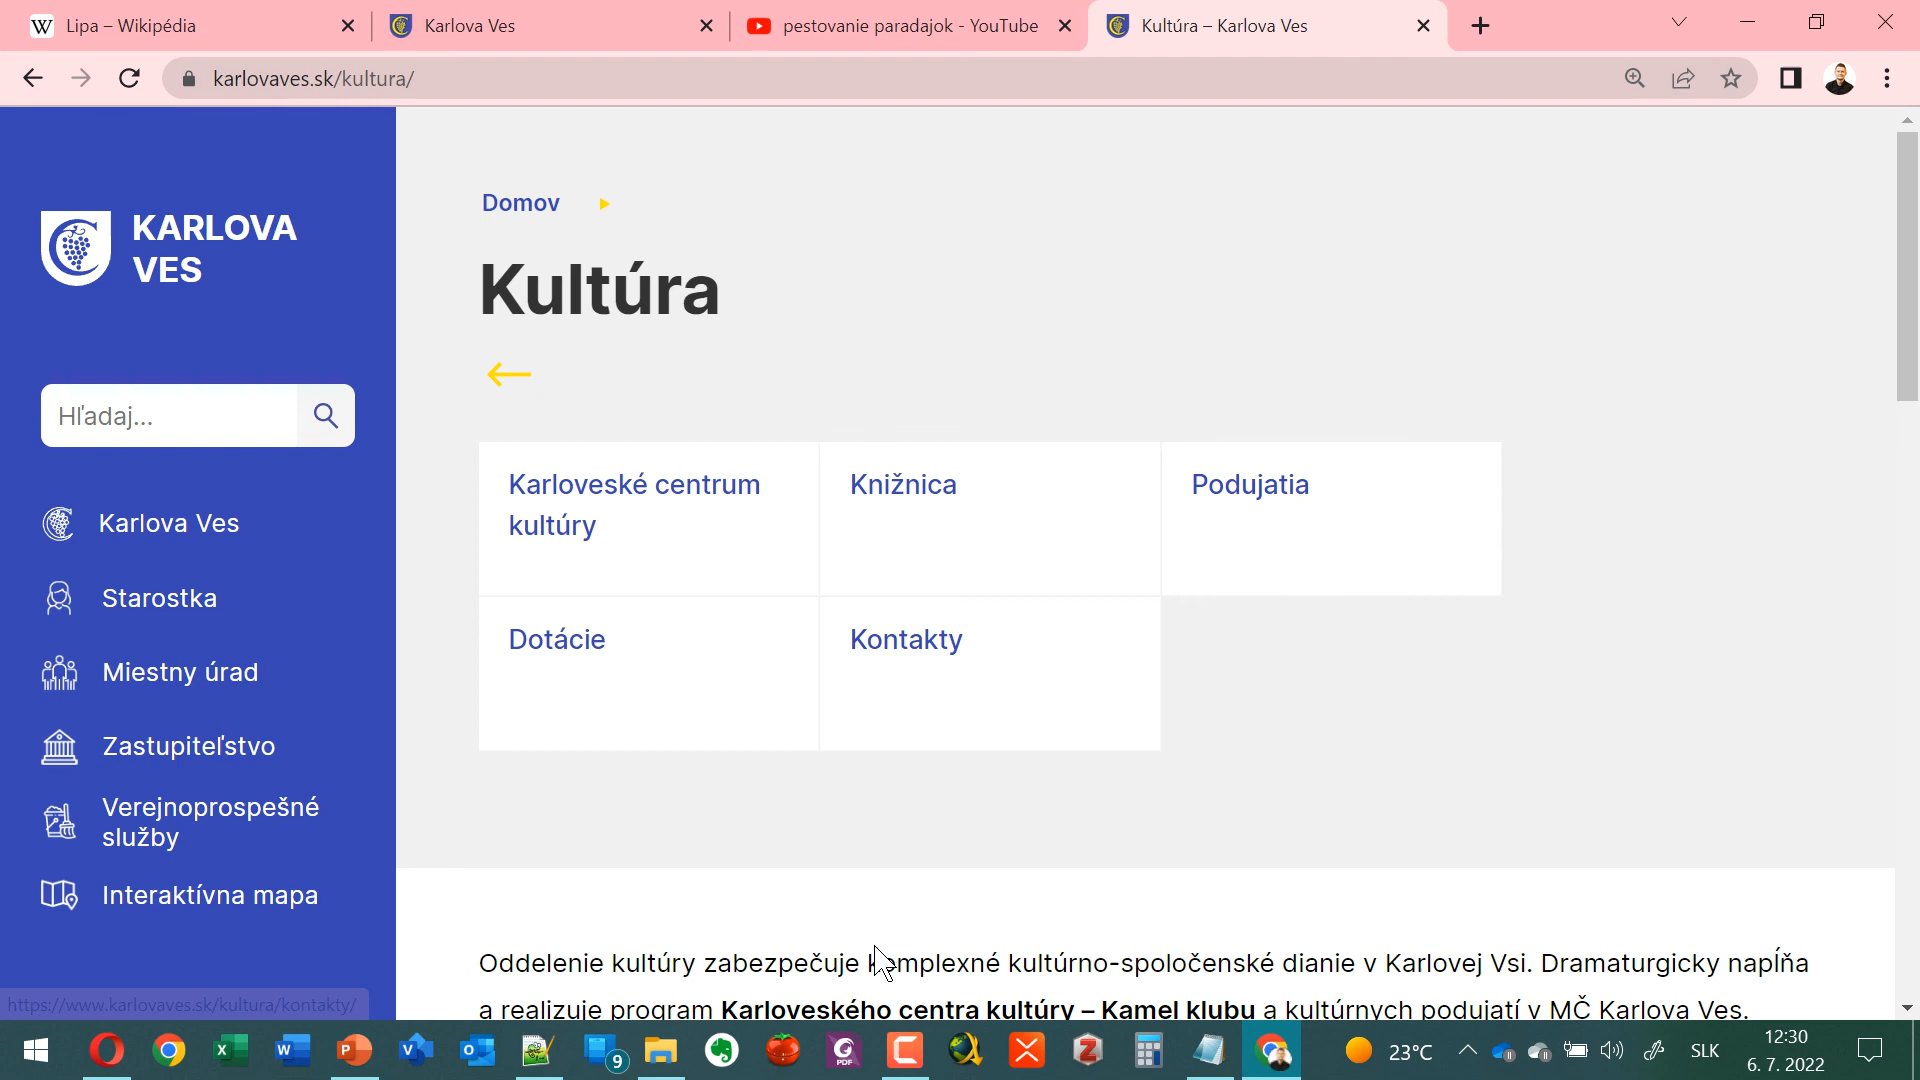 Lipa – Wikipédia
Karlova Ves
pestovanie paradajok - YouTube
Kultúra – Karlova Ves
karlovaves.sk/kultura/
KARLOVA
VES
Hľadaj...
Karlova Ves
Starostka
Miestny úrad
Zastupiteľstvo
Verejnoprospešné
služby
Interaktívna mapa
https://www.karlovaves.sk/kultura/kontakty/
Domov
Kultúra
Karloveské centrum
kultúry
Knižnica
Podujatia
Dotácie
Kontakty
Oddelenie kultúry zabezpečuje komplexné kultúrno-spoločenské dianie v Karlovej Vsi. Dramaturgicky napĺňa
a realizuje program Karloveského centra kultúry – Kamel klubu a kultúrnych podujatí v MČ Karlova Ves.
9
23°C
SLK
12:30
6. 7. 2022